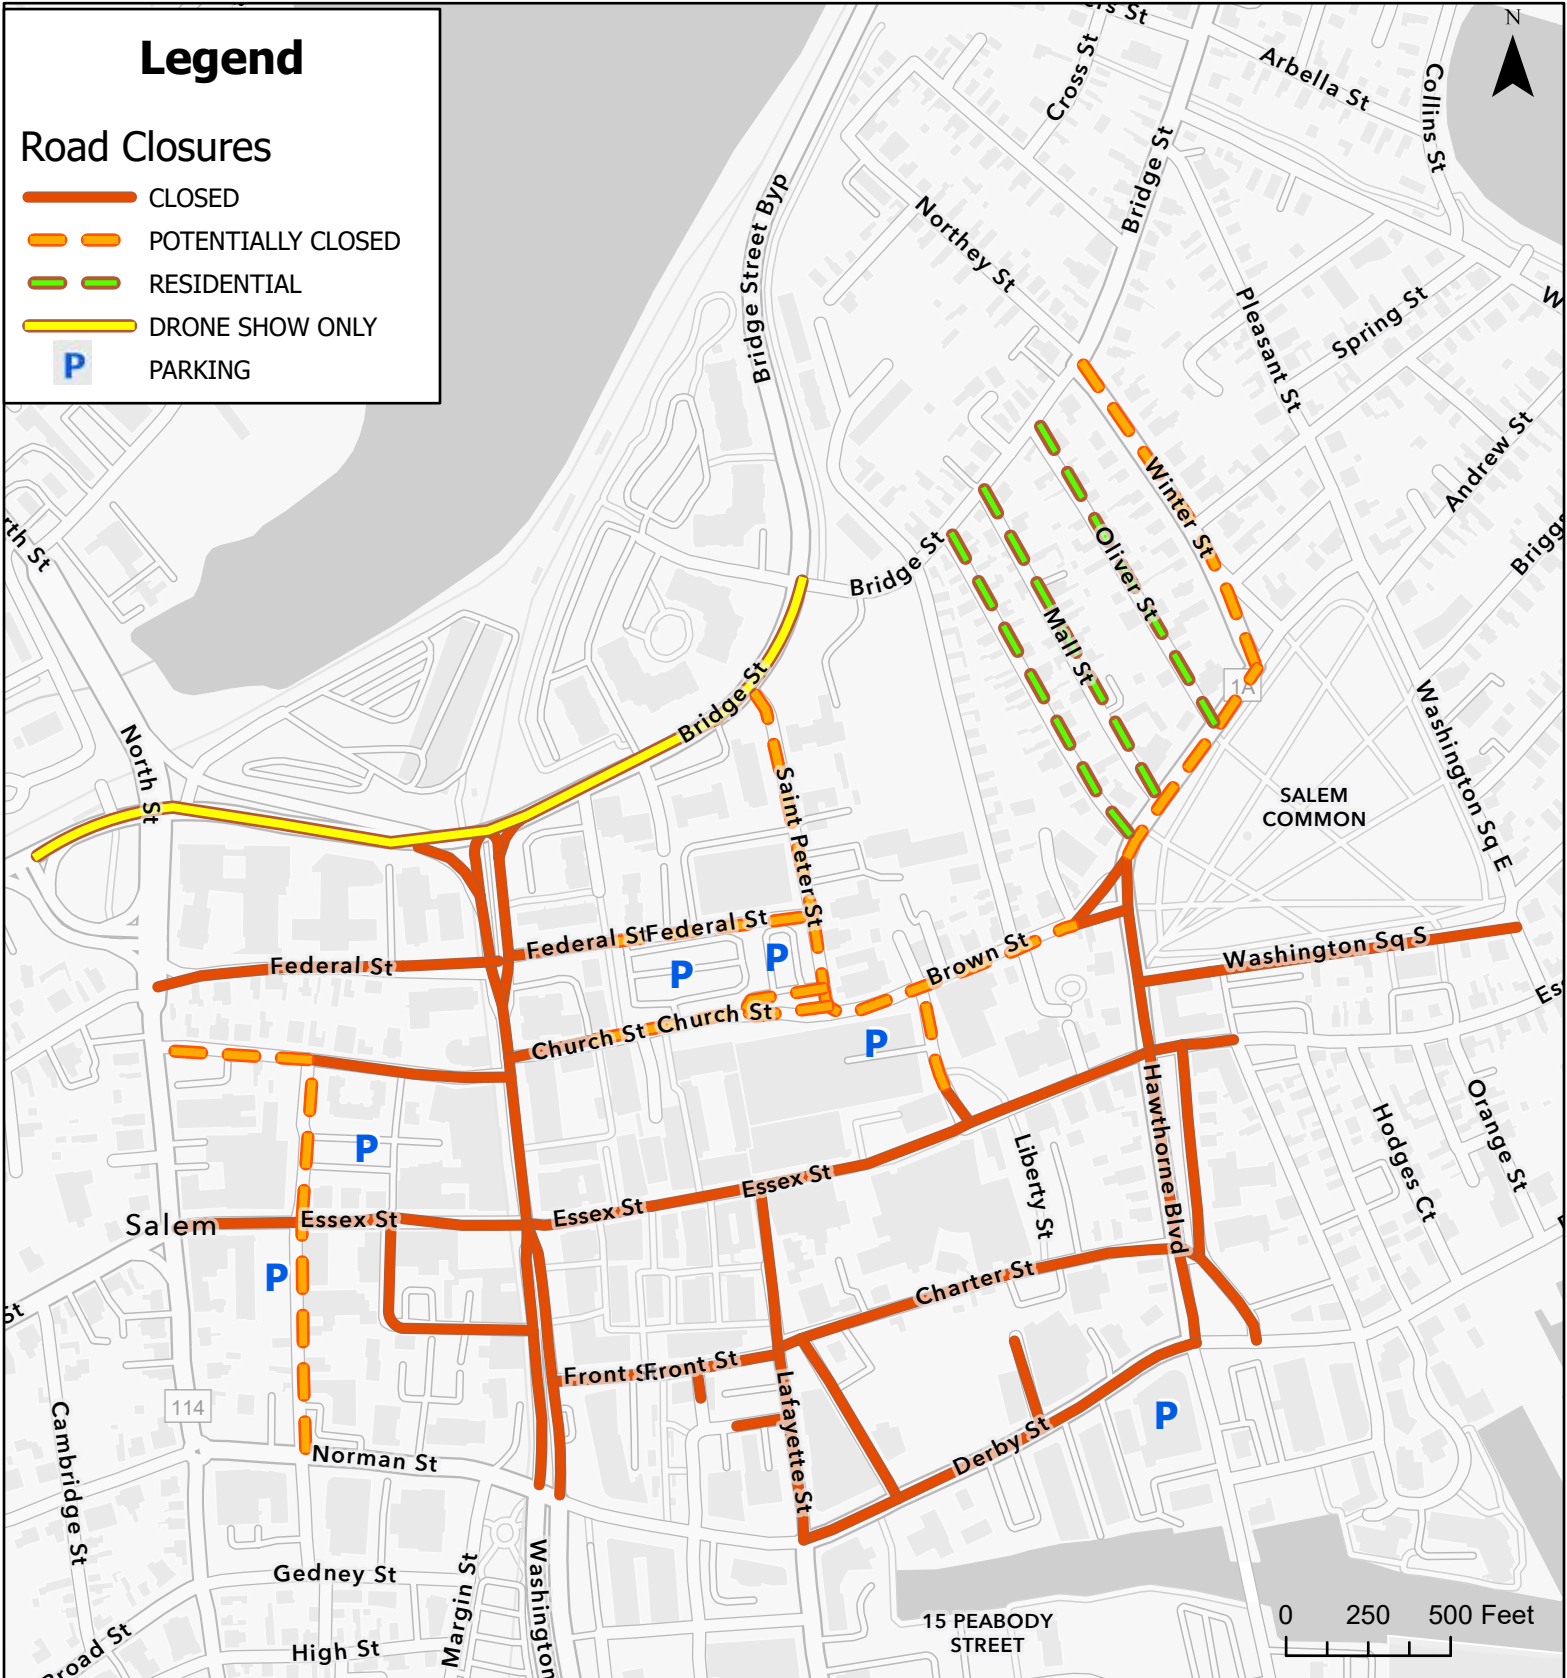 Legend
Road Closures
CLOSED
POTENTIALLY CLOSED
RESIDENTIAL
DRONE SHOW ONLY
P
PARKING
N
Cross St
Arbella St
Collins St
Bridge St
Bridge Street Byp
Northey St
Pleasant St
Spring St
Andrew St
Winter St
Oliver St
Mall St
Bridge St
1A
SALEM
COMMON
Washington Sq E
Bridge St
North St
Saint Peter St
Federal St
Federal St
Federal St
P
P
Brown St
Washington Sq S
Church St
Church St
P
P
Hawthorne Blvd
Orange St
Hodges Ct
Liberty St
Salem
Essex St
Essex St
Essex St
P
St
Charter St
Front St
Front St
Lafayette St
114
Cambridge St
Norman St
Derby St
P
Gedney St
Margin St
Washington
High St
Broad St
15 PEABODY
STREET
0 250 500 Feet